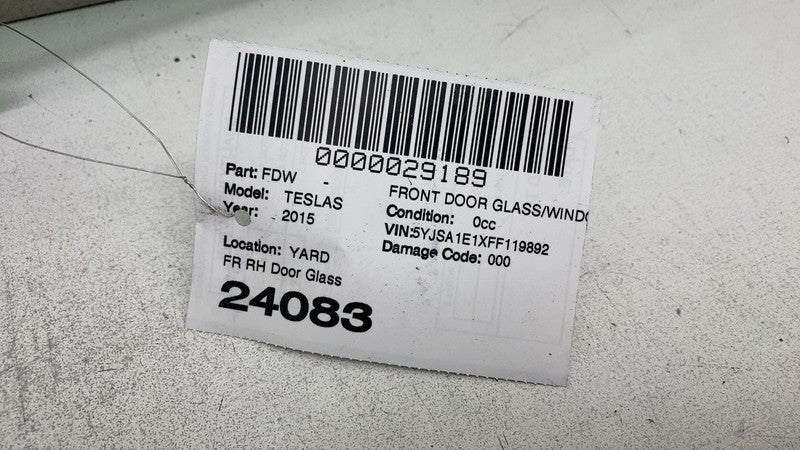 0000029189
Part: FDW - FRONT DOOR GLASS/WINDO
Model: TESLAS Condition: 0cc
Year: 2015 VIN:5YJSA1E1XFF119892
Location: YARD Damage Code: 000
FR RH Door Glass
24083